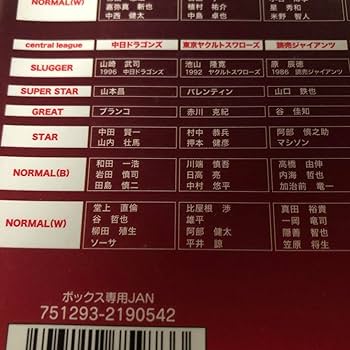 NORMAL(W)
嘉弥真 新也
中西 健太
植村 祐介
中島 卓也
星 秀和
米野 智人
central league
中日ドラゴンズ
東京ヤクルトスワローズ
読売ジャイアンツ
SLUGGER
山崎 武司
1996 中日ドラゴンズ
池山 隆寛
1992 ヤクルトスワローズ
原 辰徳
1986 読売ジャイアンツ
SUPER STAR
山本昌
バレンティン
山口 鉄也
GREAT
ブランコ
赤川 克紀
谷 佳知
STAR
中田 賢一
山内 壮馬
村中 恭兵
押本 健彦
阿部 慎之助
マシソン
NORMAL(B)
和田 一浩
岩田 慎司
田島 慎二
川端 慎吾
日高 亮
中村 悠平
高橋 由伸
内海 哲也
加治前 竜一
NORMAL(W)
堂上 直倫
谷 哲也
柳田 殖生
ソーサ
比屋根 渉
雄平
阿部 健太
平井 諒
真田 裕貴
一岡 竜司
隠善 智也
笠原 将生
ボックス専用JAN
751293-2190542